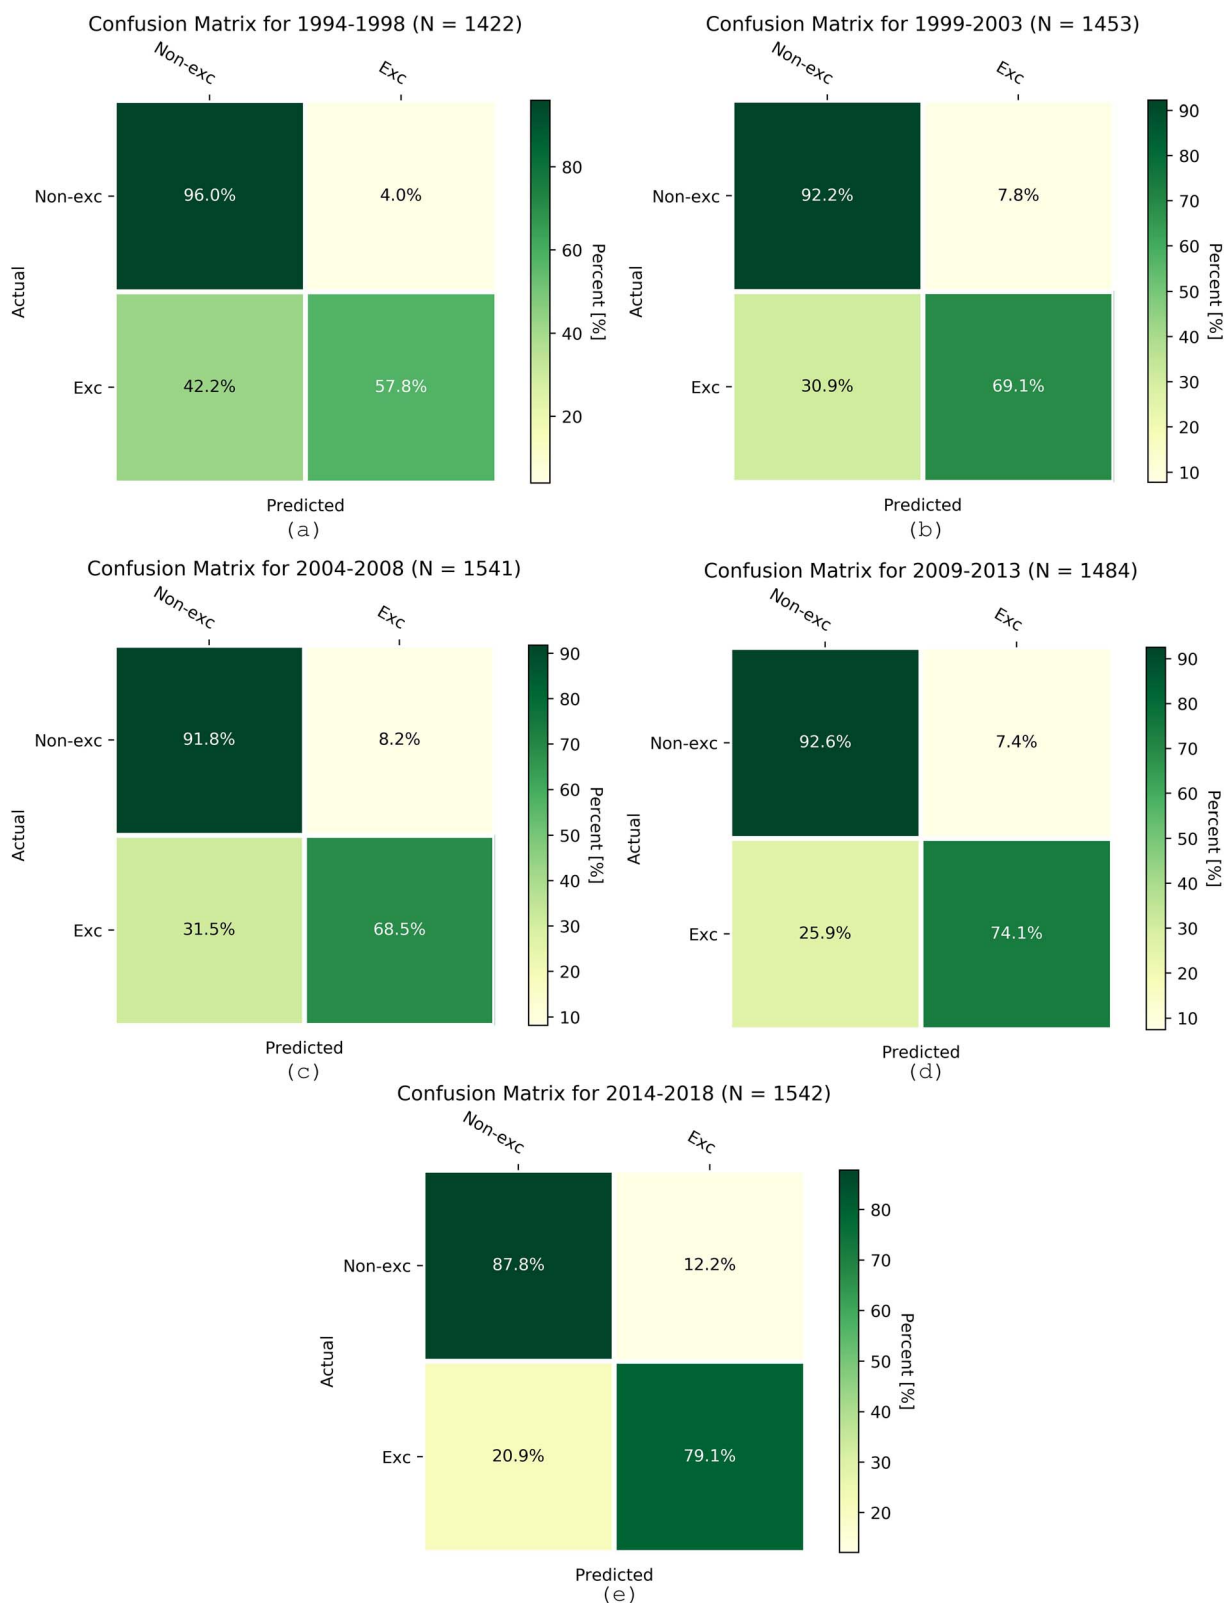 Confusion Matrix for 1994-1998 (N = 1422)
Non-exc
Exc
Non-exc
96.0%
4.0%
80
60
40
20
Percent [%]
Actual
Exc
42.2%
57.8%
Predicted
(a)
Confusion Matrix for 1999-2003 (N = 1453)
Non-exc
Exc
Non-exc
92.2%
7.8%
90
80
70
60
50
40
30
20
10
Percent [%]
Actual
Exc
30.9%
69.1%
Predicted
(b)
Confusion Matrix for 2004-2008 (N = 1541)
Non-exc
Exc
Non-exc
91.8%
8.2%
90
80
70
60
50
40
30
20
10
Percent [%]
Actual
Exc
31.5%
68.5%
Predicted
(c)
Confusion Matrix for 2009-2013 (N = 1484)
Non-exc
Exc
Non-exc
92.6%
7.4%
90
80
70
60
50
40
30
20
10
Percent [%]
Actual
Exc
25.9%
74.1%
Predicted
(d)
Confusion Matrix for 2014-2018 (N = 1542)
Non-exc
Exc
Non-exc
87.8%
12.2%
80
70
60
50
40
30
20
Percent [%]
Actual
Exc
20.9%
79.1%
Predicted
(e)